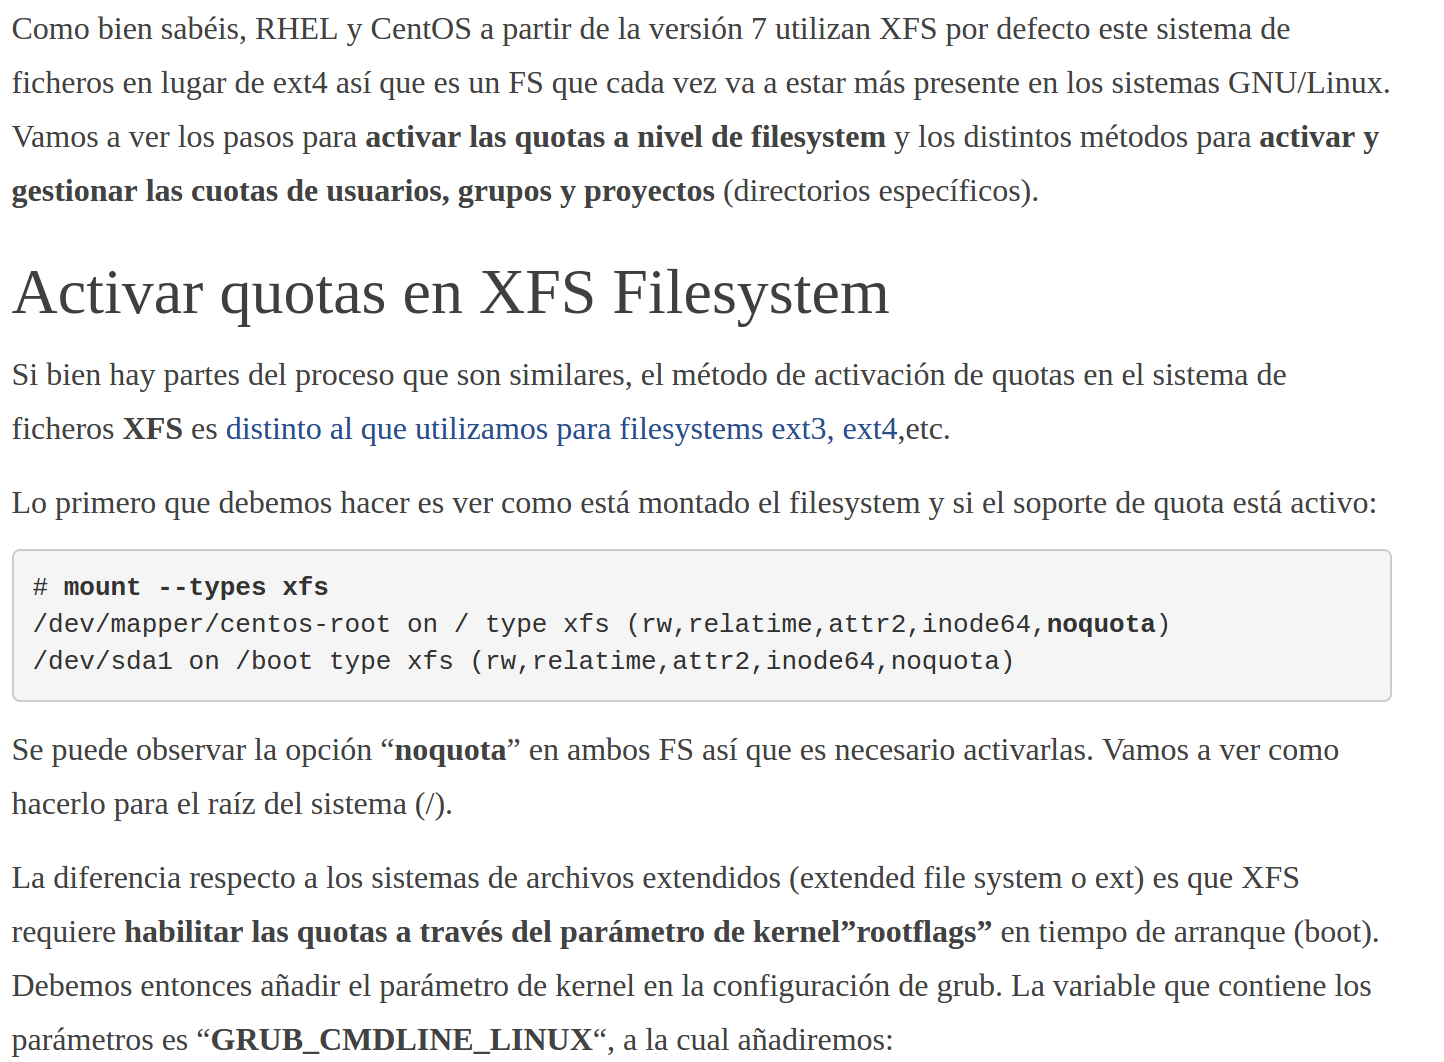 Como bien sabéis, RHEL y CentOS a partir de la versión 7 utilizan XFS por defecto este sistema de
ficheros en lugar de ext4 así que es un FS que cada vez va a estar más presente en los sistemas GNU/Linux.
Vamos a ver los pasos para activar las quotas a nivel de filesystem y los distintos métodos para activar y
gestionar las cuotas de usuarios, grupos y proyectos (directorios específicos).
Activar quotas en XFS Filesystem
Si bien hay partes del proceso que son similares, el método de activación de quotas en el sistema de
ficheros XFS es distinto al que utilizamos para filesystems ext3, ext4,etc.
Lo primero que debemos hacer es ver como está montado el filesystem y si el soporte de quota está activo:
# mount --types xfs
/dev/mapper/centos-root on / type xfs (rw,relatime,attr2,inode64,noquota)
/dev/sda1 on /boot type xfs (rw,relatime,attr2,inode64,noquota)
Se puede observar la opción “noquota” en ambos FS así que es necesario activarlas. Vamos a ver como
hacerlo para el raíz del sistema (/).
La diferencia respecto a los sistemas de archivos extendidos (extended file system o ext) es que XFS
requiere habilitar las quotas a través del parámetro de kernel”rootflags” en tiempo de arranque (boot).
Debemos entonces añadir el parámetro de kernel en la configuración de grub. La variable que contiene los
parámetros es “GRUB_CMDLINE_LINUX“, a la cual añadiremos: